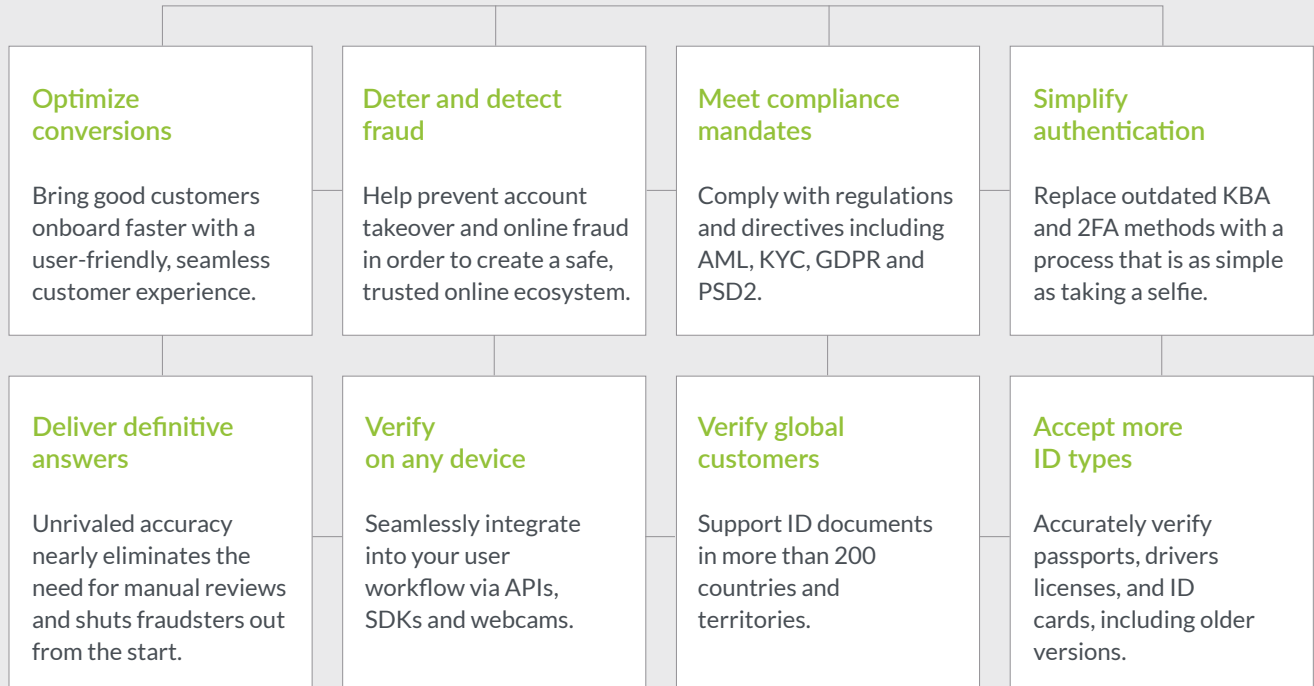 Optimize
conversions
Bring good customers
onboard faster with a
user-friendly, seamless
customer experience.
Deter and detect
fraud
Help prevent account
takeover and online fraud
in order to create a safe,
trusted online ecosystem.
Meet compliance
mandates
Comply with regulations
and directives including
AML, KYC, GDPR and
PSD2.
Simplify
authentication
Replace outdated KBA
and 2FA methods with a
process that is as simple
as taking a selfie.
Deliver definitive
answers
Unrivaled accuracy
nearly eliminates the
need for manual reviews
and shuts fraudsters out
from the start.
Verify
on any device
Seamlessly integrate
into your user
workflow via APIs,
SDKs and webcams.
Verify global
customers
Support ID documents
in more than 200
countries and
territories.
Accept more
ID types
Accurately verify
passports, drivers
licenses, and ID
cards, including older
versions.